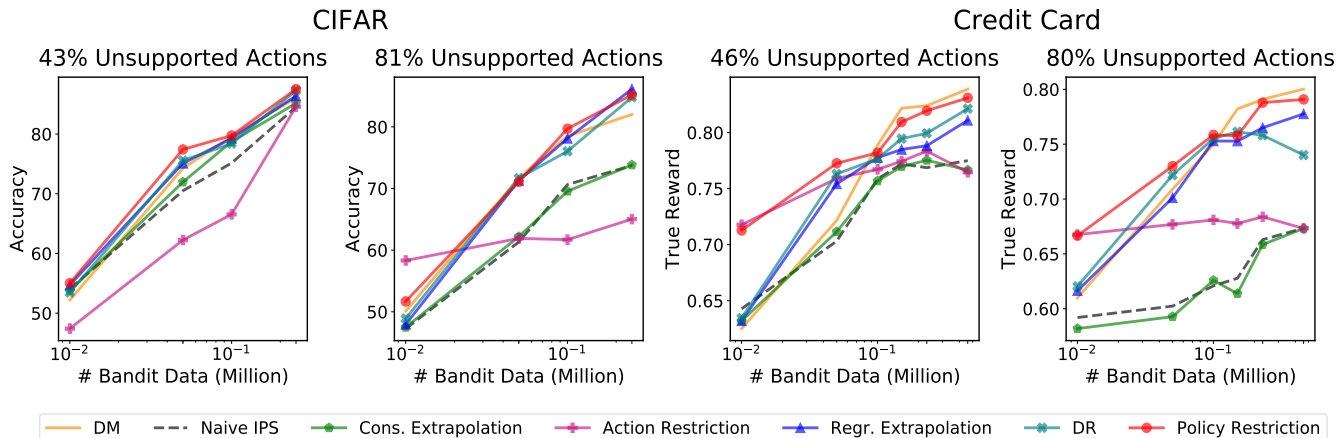 CIFAR
Credit Card
43% Unsupported Actions
81% Unsupported Actions
46% Unsupported Actions
80% Unsupported Actions
Accuracy
80
70
60
50
10⁻²
10⁻¹
# Bandit Data (Million)
Accuracy
80
70
60
50
10⁻²
10⁻¹
# Bandit Data (Million)
True Reward
0.80
0.75
0.70
0.65
10⁻²
10⁻¹
# Bandit Data (Million)
True Reward
0.80
0.75
0.70
0.65
0.60
10⁻²
10⁻¹
# Bandit Data (Million)
DM
Naive IPS
Cons. Extrapolation
Action Restriction
Regr. Extrapolation
DR
Policy Restriction